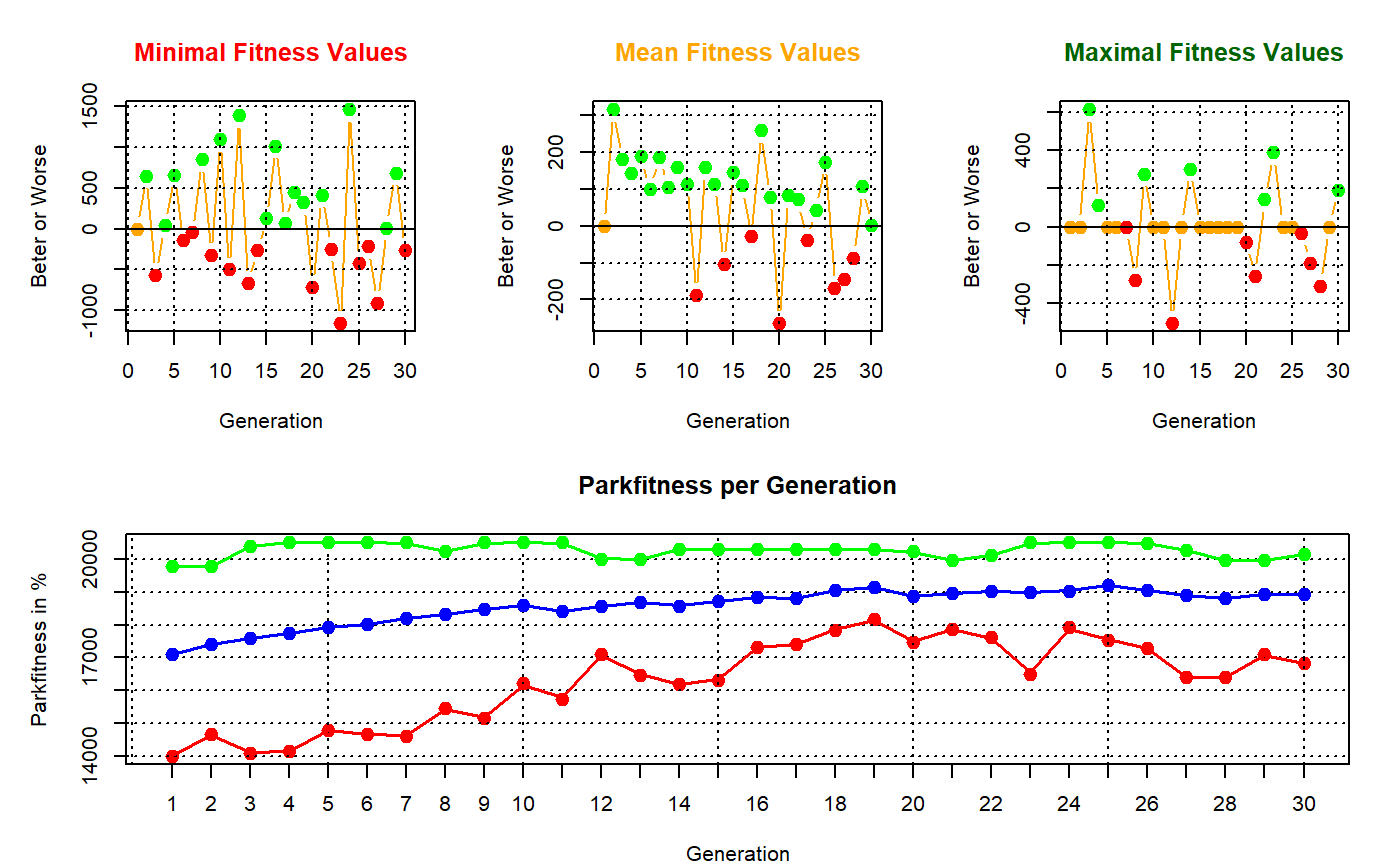 Minimal Fitness Values
Mean Fitness Values
Maximal Fitness Values
Beter or Worse
-1000 0 500 1500
0 5 10 15 20 25 30
Generation
Beter or Worse
-200 0 200
0 5 10 15 20 25 30
Generation
Beter or Worse
-400 0 400
0 5 10 15 20 25 30
Generation
Parkfitness per Generation
Parkfitness in %
14000 17000 20000
1 2 3 4 5 6 7 8 9 10 12 14 16 18 20 22 24 26 28 30
Generation